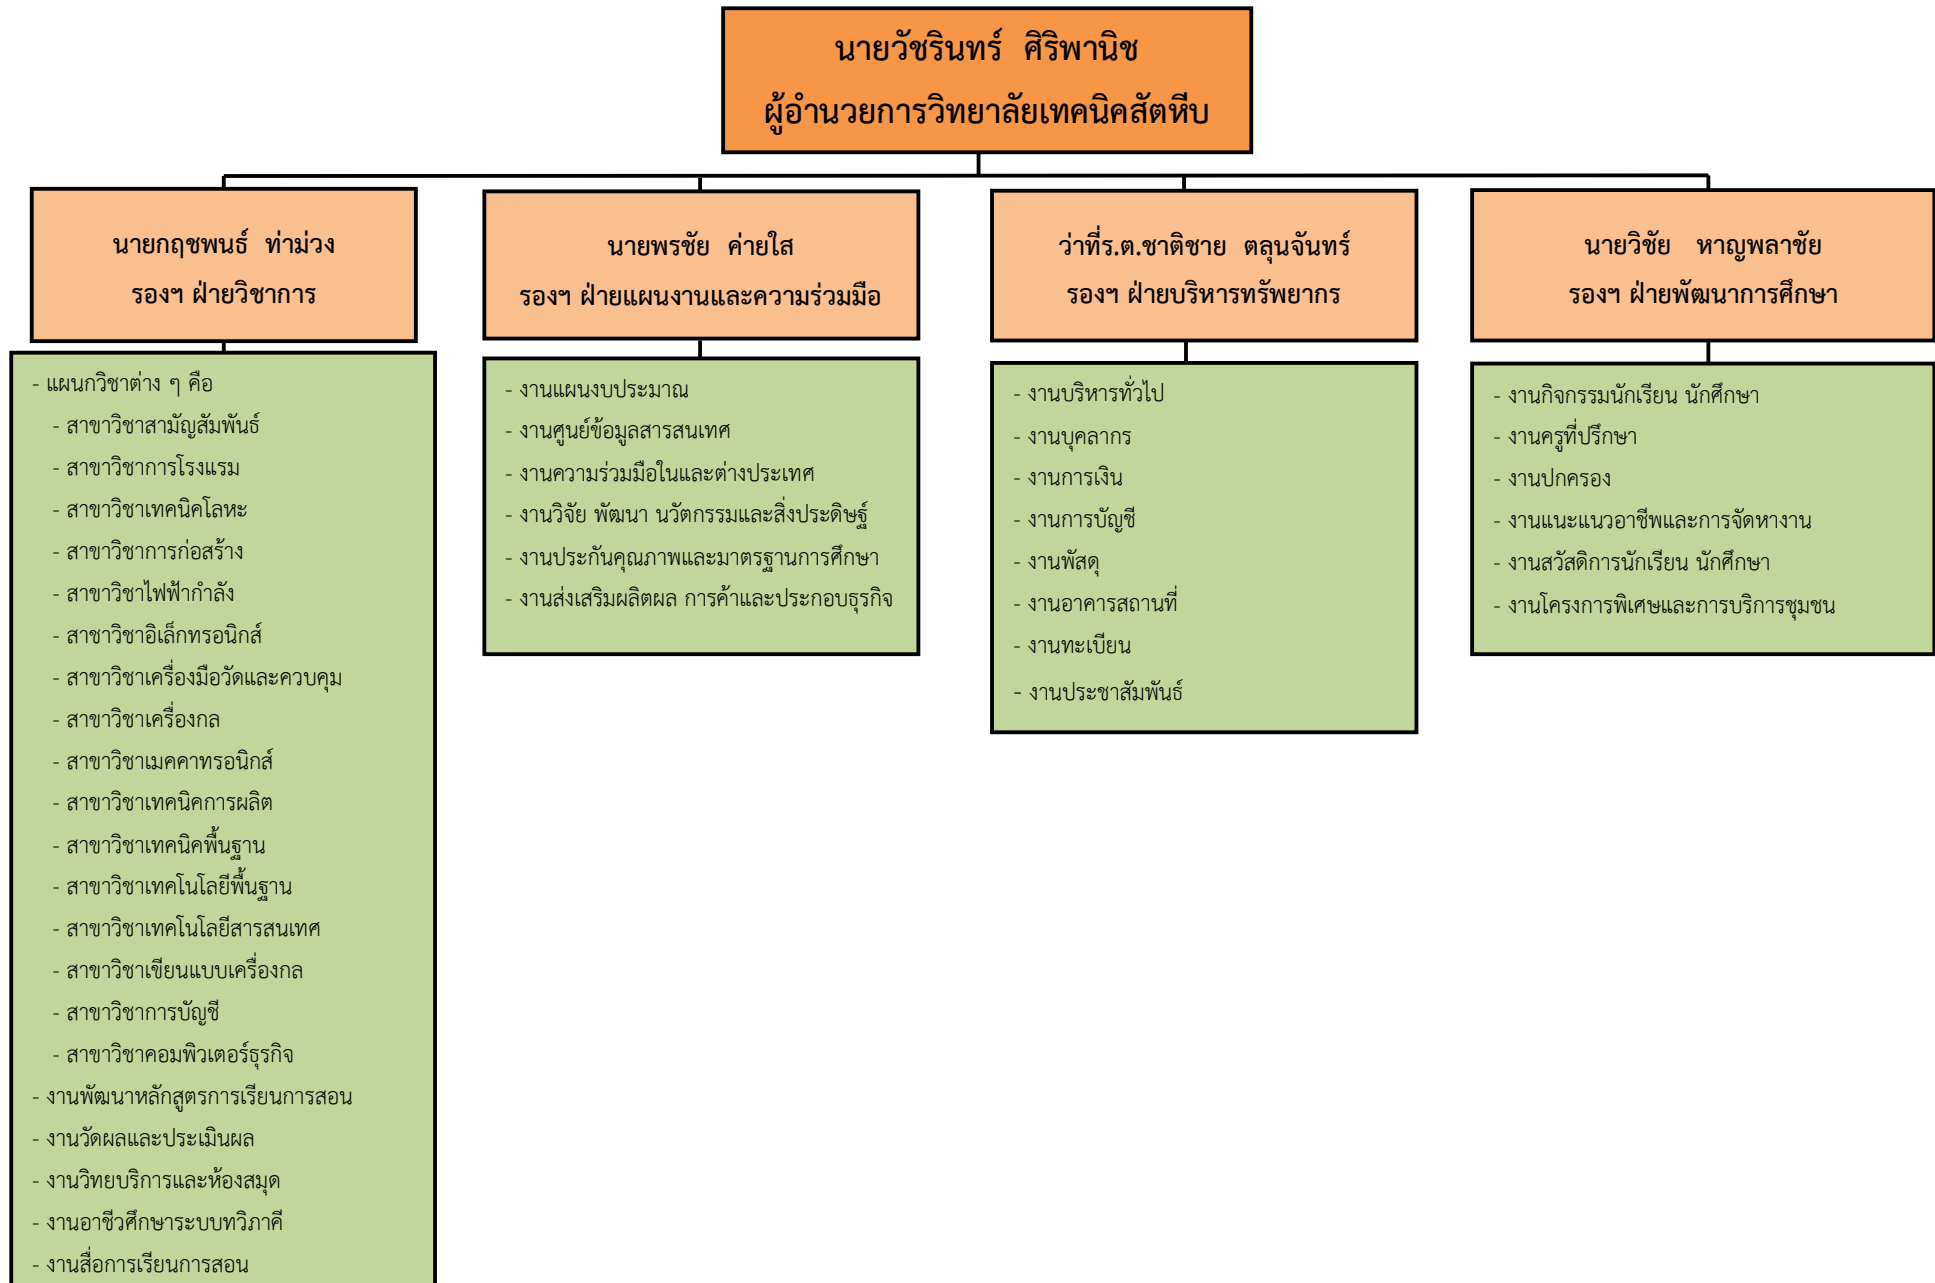 นายวัชรินทร์ ศิริพานิช
ผู้อำนวยการวิทยาลัยเทคนิคสัตหีบ
นายกฤชพนธ์ ท่าม่วง
รองฯ ฝ่ายวิชาการ
- แผนกวิชาต่าง ๆ คือ
- สาขาวิชาสามัญสัมพันธ์
- สาขาวิชาการโรงแรม
- สาขาวิชาเทคนิคโลหะ
- สาขาวิชาการก่อสร้าง
- สาขาวิชาไฟฟ้ากำลัง
- สาชาวิชาอิเล็กทรอนิกส์
- สาขาวิชาเครื่องมือวัดและควบคุม
- สาขาวิชาเครื่องกล
- สาขาวิชาเมคคาทรอนิกส์
- สาขาวิชาเทคนิคการผลิต
- สาขาวิชาเทคนิคพื้นฐาน
- สาขาวิชาเทคโนโลยีพื้นฐาน
- สาขาวิชาเทคโนโลยีสารสนเทศ
- สาขาวิชาเขียนแบบเครื่องกล
- สาขาวิชาการบัญชี
- สาขาวิชาคอมพิวเตอร์ธุรกิจ
- งานพัฒนาหลักสูตรการเรียนการสอน
- งานวัดผลและประเมินผล
- งานวิทยบริการและห้องสมุด
- งานอาชีวศึกษาระบบทวิภาคี
- งานสื่อการเรียนการสอน
นายพรชัย ค่ายใส
รองฯ ฝ่ายแผนงานและความร่วมมือ
- งานแผนงบประมาณ
- งานศูนย์ข้อมูลสารสนเทศ
- งานความร่วมมือในและต่างประเทศ
- งานวิจัย พัฒนา นวัตกรรมและสิ่งประดิษฐ์
- งานประกันคุณภาพและมาตรฐานการศึกษา
- งานส่งเสริมผลิตผล การค้าและประกอบธุรกิจ
ว่าที่ร.ต.ชาติชาย ตลุนจันทร์
รองฯ ฝ่ายบริหารทรัพยากร
- งานบริหารทั่วไป
- งานบุคลากร
- งานการเงิน
- งานการบัญชี
- งานพัสดุ
- งานอาคารสถานที่
- งานทะเบียน
- งานประชาสัมพันธ์
นายวิชัย หาญพลาชัย
รองฯ ฝ่ายพัฒนาการศึกษา
- งานกิจกรรมนักเรียน นักศึกษา
- งานครูที่ปรึกษา
- งานปกครอง
- งานแนะแนวอาชีพและการจัดหางาน
- งานสวัสดิการนักเรียน นักศึกษา
- งานโครงการพิเศษและการบริการชุมชน